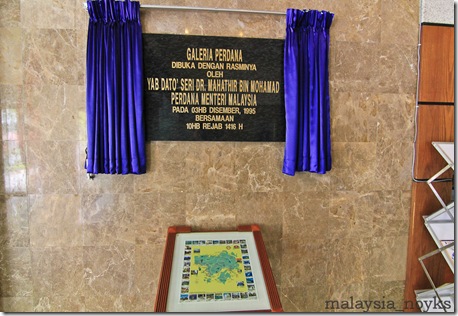 GALERIA PERDANA
DIBUKA DENGAN RASMINYA
OLEH
YAB DATO' SERI DR. MAHATHIR BIN MOHAMAD
PERDANA MENTERI MALAYSIA
PADA 03HB DISEMBER, 1995
BERSAMAAN
10HB REJAB 1416 H
malaysia_noyks